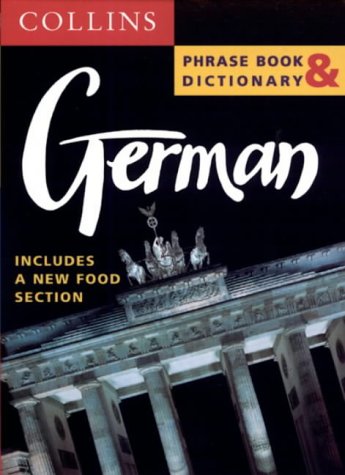 COLLINS
PHRASE BOOK &
DICTIONARY
German
INCLUDES
A NEW FOOD
SECTION